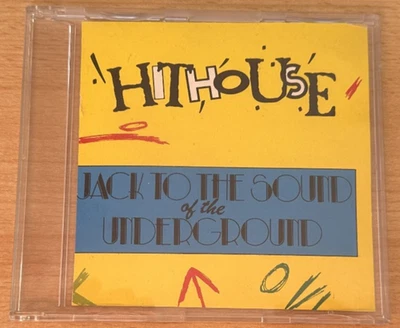 HITHOUSE
JACK TO THE SOUND
of the
UNDERGROUND